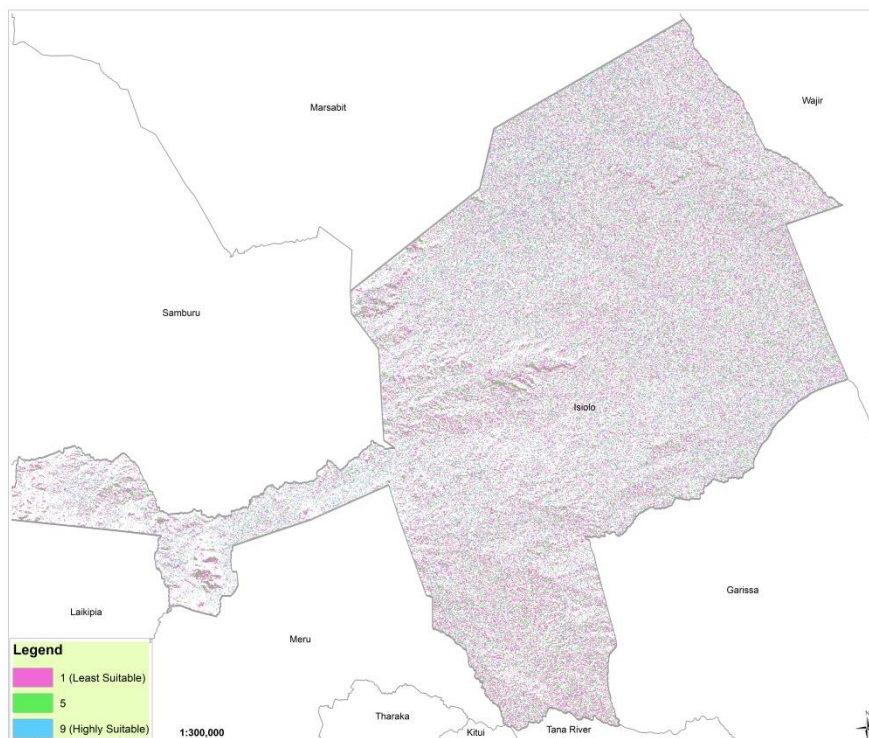 Marsabit
Wajir
Samburu
Isiolo
Garissa
Laikipia
Meru
Legend
1 (Least Suitable)
5
9 (Highly Suitable)
1:300,000
Tharaka
Kitui
Tana River
N